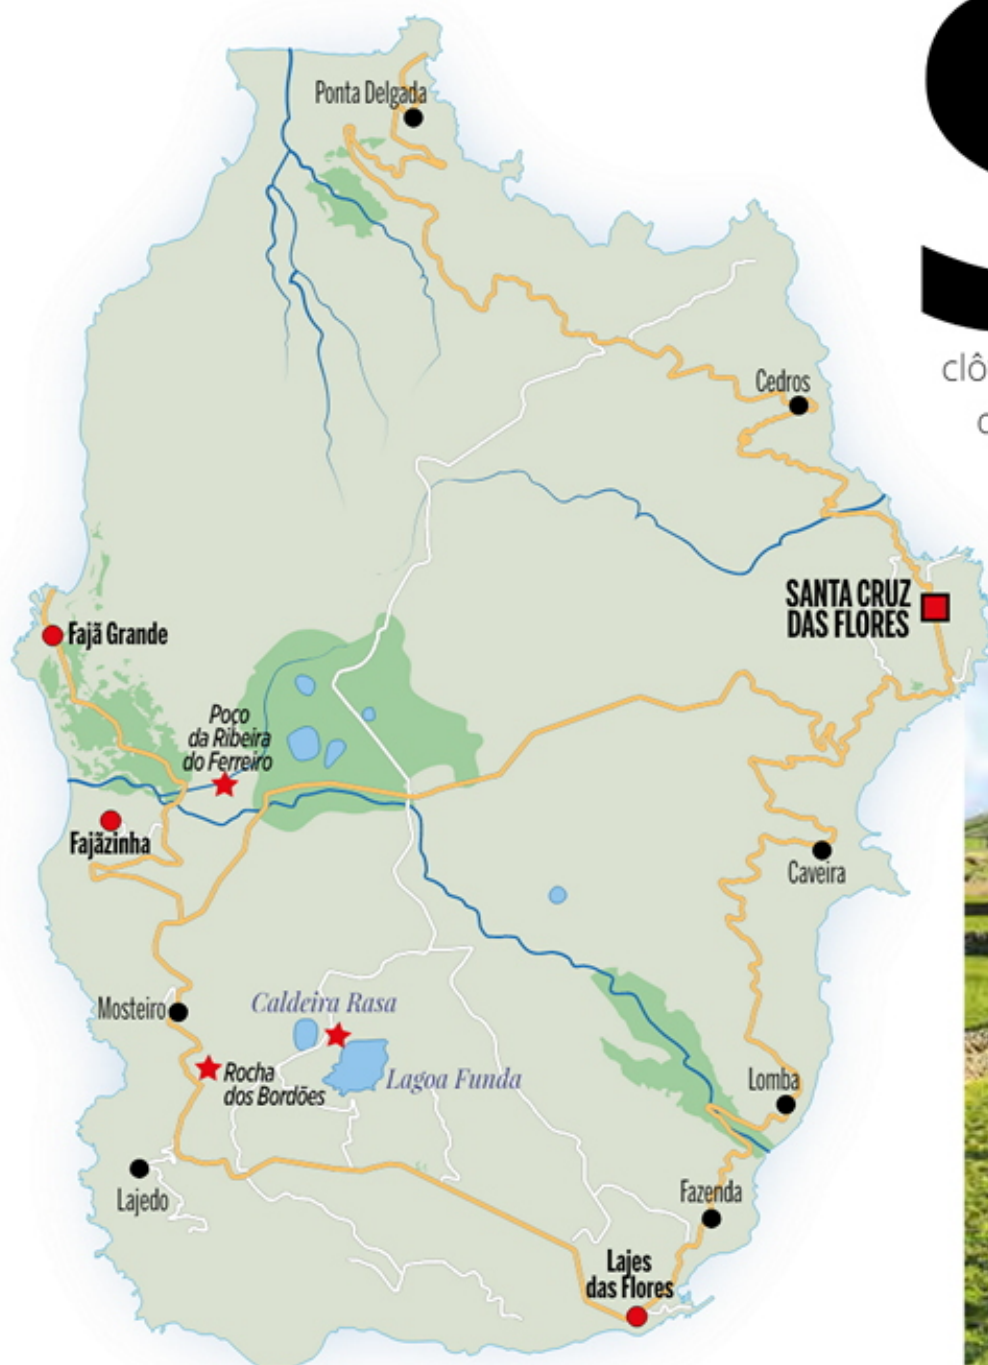 Ponta Delgada
S
clô
Cedros
SANTA CRUZ
DAS FLORES
Fajã Grande
Poço
da Ribeira
do Ferreiro
Fajãzinha
Caveira
Mosteiro
Caldeira Rasa
Lagoa Funda
Rocha
dos Bordões
Lomba
Lajedo
Fazenda
Lajes
das Flores